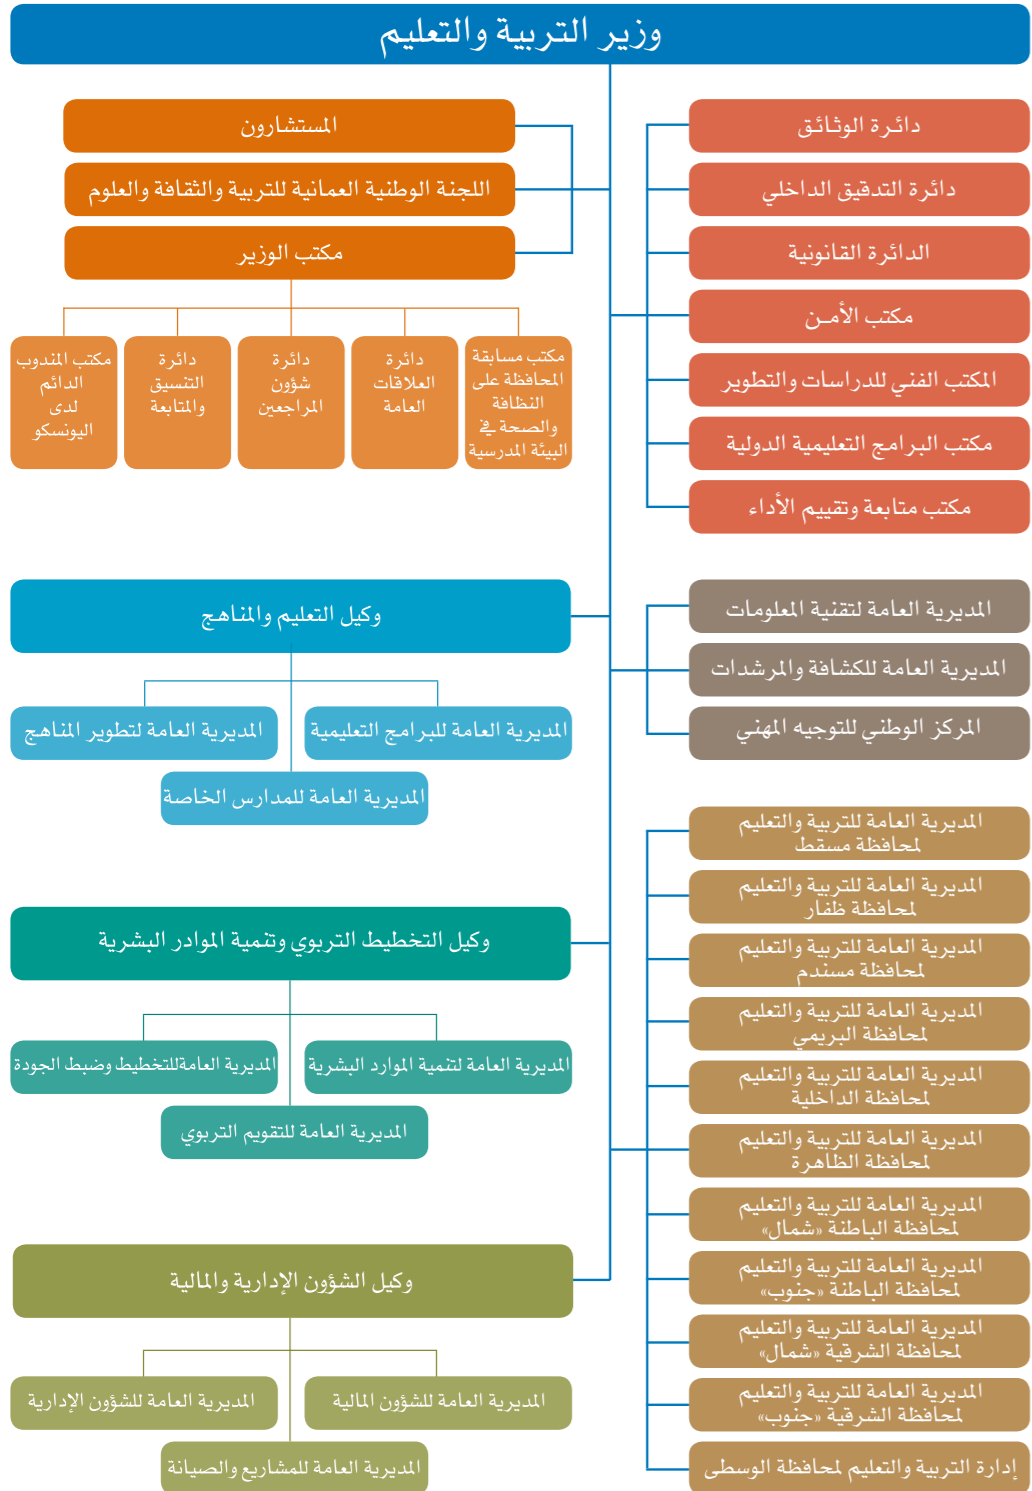 وزير التربية والتعليم
دائرة الوثائق
دائرة التدقيق الداخلي
الدائرة القانونية
مكتب الأمن
المكتب الفني للدراسات والتطوير
مكتب البرامج التعليمية الدولية
مكتب متابعة وتقييم الأداء
المستشارون
اللجنة الوطنية العمانية للتربية والثقافة والعلوم
مكتب الوزير
مكتب مسابقة
المحافظة على
النظافة
والصحة في
البيئة المدرسية
دائرة
العلاقات
العامة
دائرة
شؤون
المراجعين
دائرة
التنسيق
والمتابعة
مكتب المندوب
الدائم
لدى
اليونسكو
المديرية العامة لتقنية المعلومات
المديرية العامة للكشافة والمرشدات
المركز الوطني للتوجيه المهني
وكيل التعليم والمناهج
المديرية العامة للبرامج التعليمية
المديرية العامة لتطوير المناهج
المديرية العامة للمدارس الخاصة
المديرية العامة للتربية والتعليم
لمحافظة مسقط
المديرية العامة للتربية والتعليم
لمحافظة ظفار
المديرية العامة للتربية والتعليم
لمحافظة مسندم
المديرية العامة للتربية والتعليم
لمحافظة البريمي
المديرية العامة للتربية والتعليم
لمحافظة الداخلية
المديرية العامة للتربية والتعليم
لمحافظة الظاهرة
المديرية العامة للتربية والتعليم
لمحافظة الباطنة «شمال»
المديرية العامة للتربية والتعليم
لمحافظة الباطنة «جنوب»
المديرية العامة للتربية والتعليم
لمحافظة الشرقية «شمال»
المديرية العامة للتربية والتعليم
لمحافظة الشرقية «جنوب»
إدارة التربية والتعليم لمحافظة الوسطى
وكيل التخطيط التربوي وتنمية الموادر البشرية
المديرية العامة لتنمية الموارد البشرية
المديرية العامةللتخطيط وضبط الجودة
المديرية العامة للتقويم التربوي
وكيل الشؤون الإدارية والمالية
المديرية العامة للشؤون المالية
المديرية العامة للشؤون الإدارية
المديرية العامة للمشاريع والصيانة